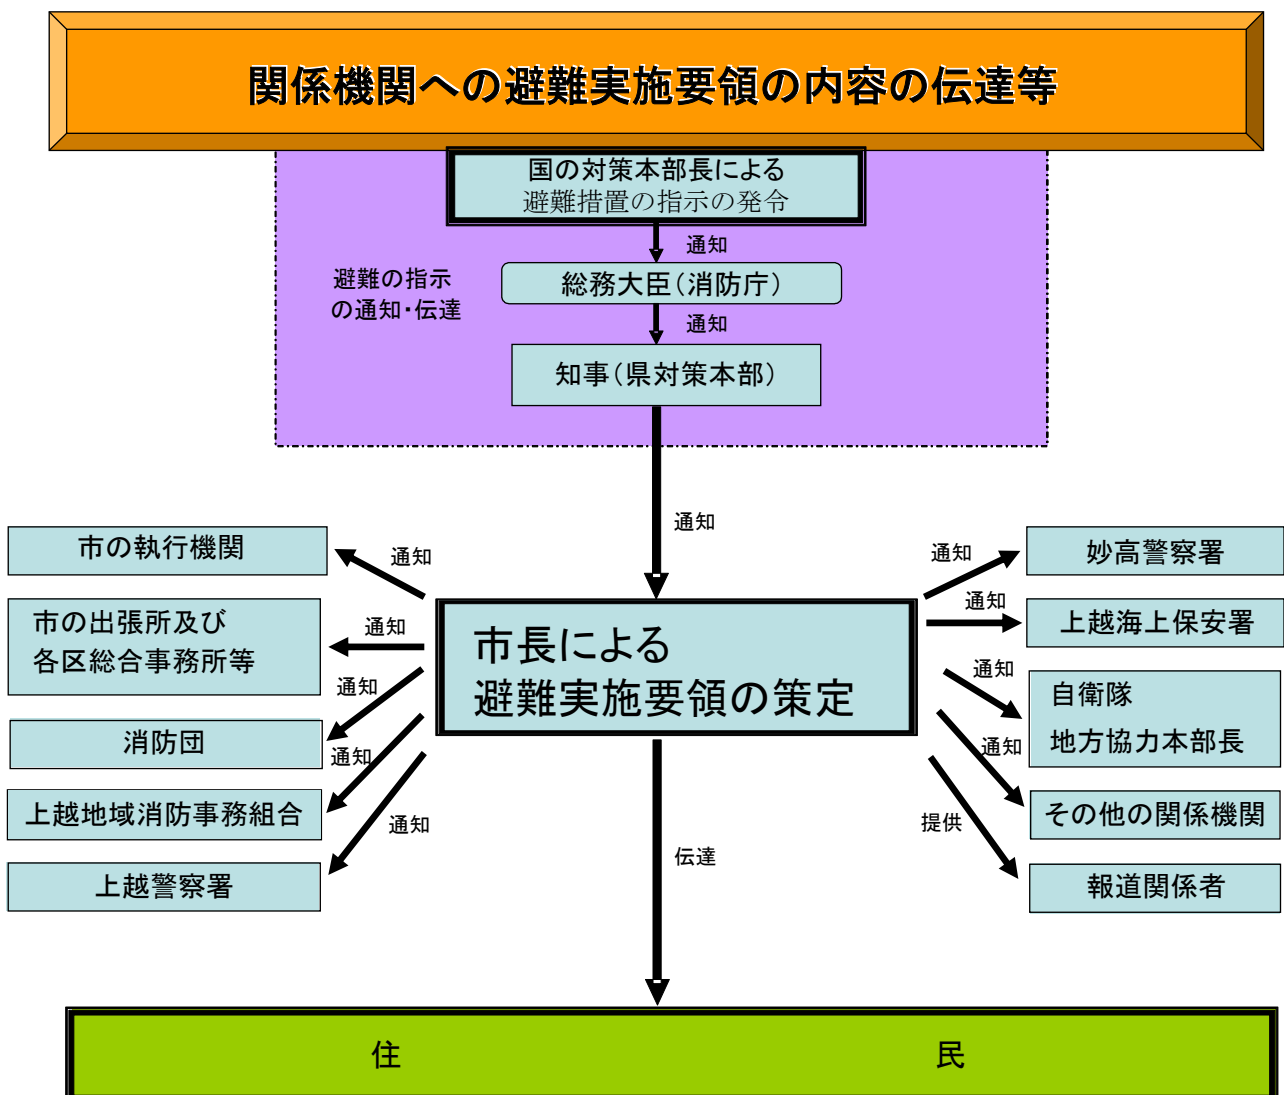 関係機関への避難実施要領の内容の伝達等
国の対策本部長による
避難措置の指示の発令
通知
避難の指示
の通知・伝達
総務大臣(消防庁)
通知
知事(県対策本部)
通知
市の執行機関
通知
市の出張所及び
各区総合事務所等
通知
消防団
通知
上越地域消防事務組合
通知
上越警察署
通知
市長による
避難実施要領の策定
通知
妙高警察署
通知
上越海上保安署
通知
自衛隊
地方協力本部長
通知
その他の関係機関
提供
報道関係者
伝達
住 民